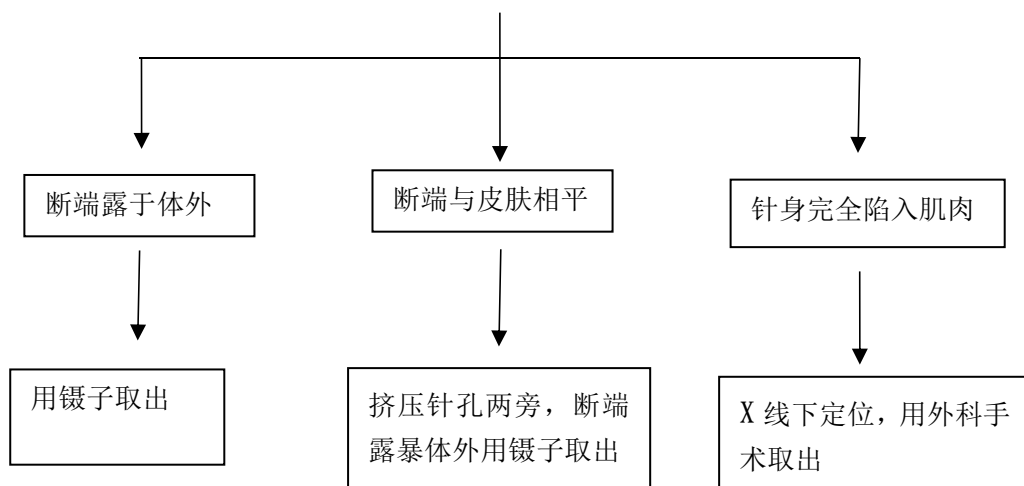 断端露于体外
断端与皮肤相平
针身完全陷入肌肉
用镊子取出
挤压针孔两旁，断端
露暴体外用镊子取出
X 线下定位，用外科手
术取出